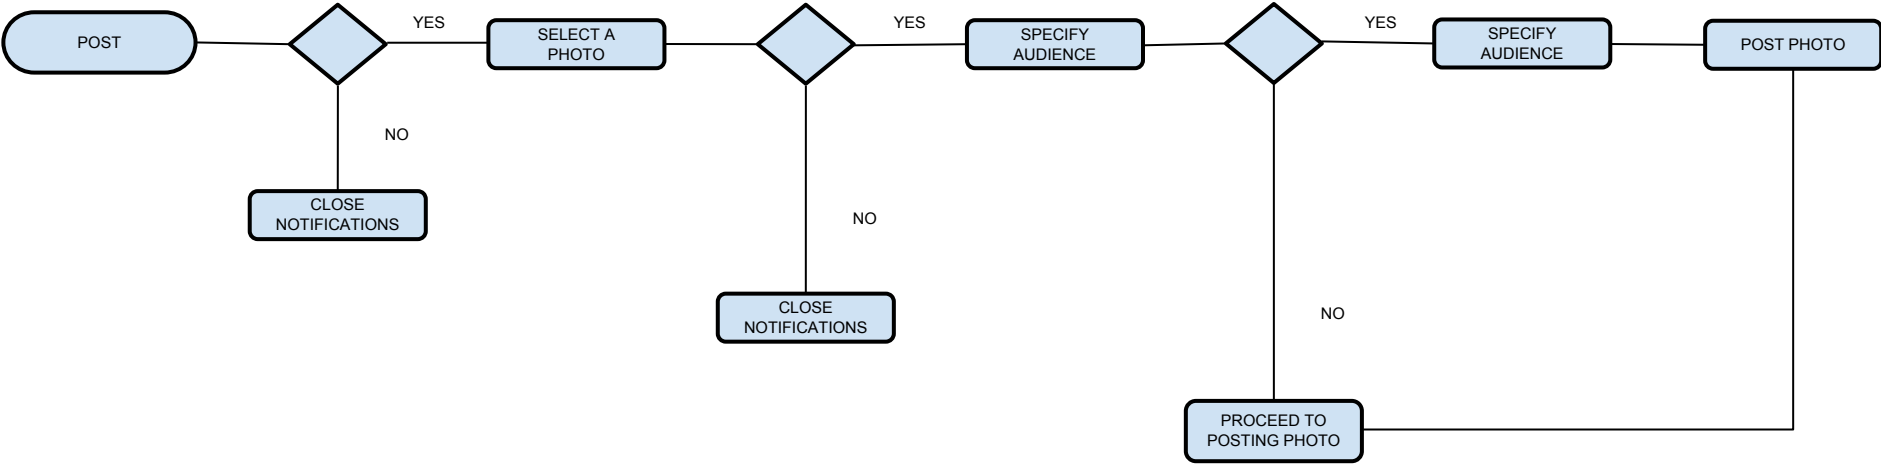 POST
YES
SELECT A
PHOTO
YES
SPECIFY
AUDIENCE
YES
SPECIFY
AUDIENCE
POST PHOTO
NO
CLOSE
NOTIFICATIONS
NO
CLOSE
NOTIFICATIONS
NO
PROCEED TO
POSTING PHOTO